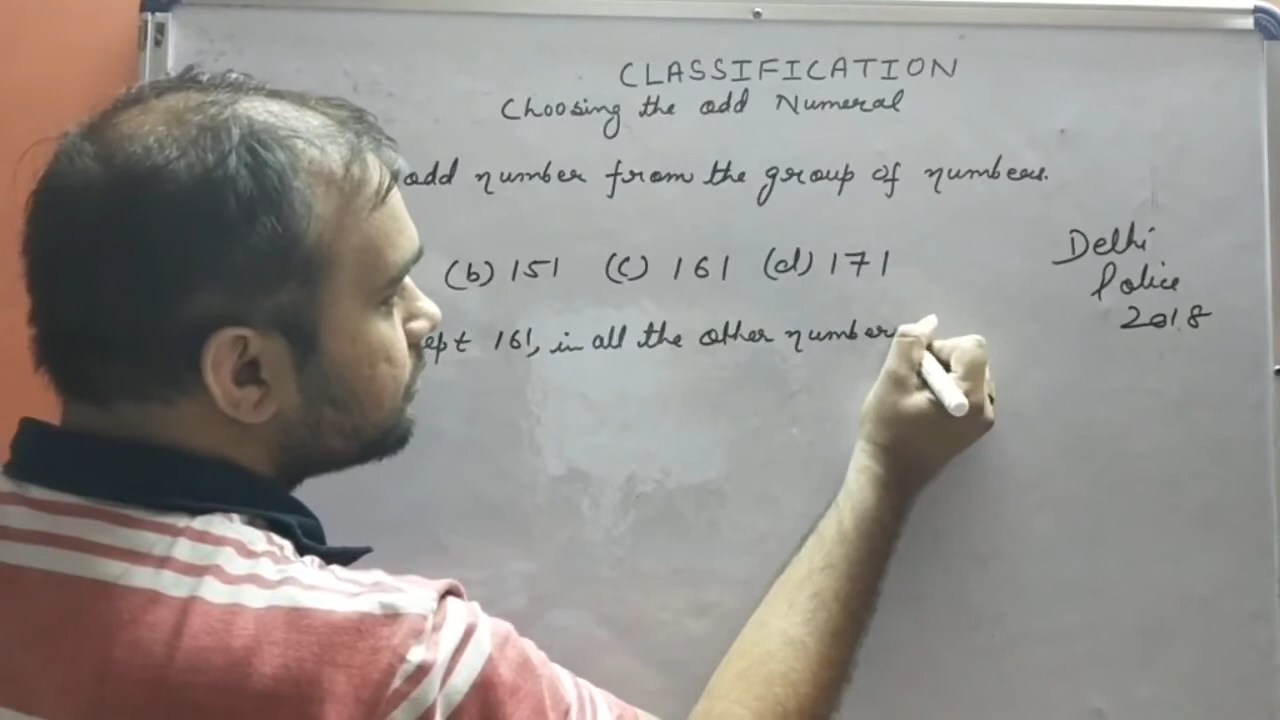 CLASSIFICATION
Choosing the odd Numeral
odd number from the group of numbers.
(b) 151 (c) 161 (d) 171
ept 161, in all the other number
Delhi
Police
2018